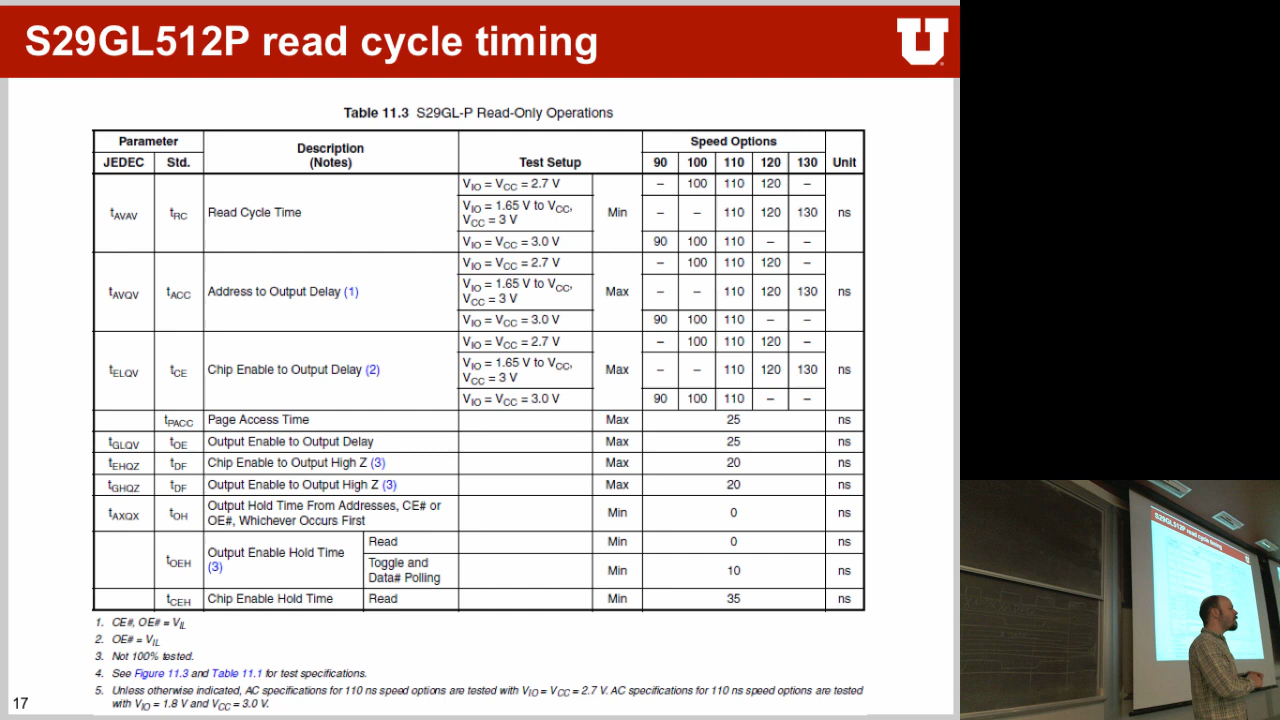 S29GL512P read cycle timing
U
Table 11.3 S29GL-P Read-Only Operations
Parameter Description (Notes) Test Setup Speed Options Unit
JEDEC Std. 90 100 110 120 130
tAVAV tRC Read Cycle Time VIO = VCC = 2.7 V Min – 100 110 120 – ns
VIO = 1.65 V to VCC, VCC = 3 V – – 110 120 130
VIO = VCC = 3.0 V 90 100 110 – –
tAVQV tACC Address to Output Delay (1) VIO = VCC = 2.7 V Max – 100 110 120 – ns
VIO = 1.65 V to VCC, VCC = 3 V – – 110 120 130
VIO = VCC = 3.0 V 90 100 110 – –
tELQV tCE Chip Enable to Output Delay (2) VIO = VCC = 2.7 V Max – 100 110 120 – ns
VIO = 1.65 V to VCC, VCC = 3 V – – 110 120 130
VIO = VCC = 3.0 V 90 100 110 – –
tPACC Page Access Time Max 25 ns
tGLQV tOE Output Enable to Output Delay Max 25 ns
tEHQZ tDF Chip Enable to Output High Z (3) Max 20 ns
tGHQZ tDF Output Enable to Output High Z (3) Max 20 ns
tAXQX tOH Output Hold Time From Addresses, CE# or OE#, Whichever Occurs First Min 0 ns
tOEH Output Enable Hold Time (3) Read Min 0 ns
Toggle and Data# Polling Min 10 ns
tCEH Chip Enable Hold Time Read Min 35 ns
1. CE#, OE# = VIL
2. OE# = VIL
3. Not 100% tested.
4. See Figure 11.3 and Table 11.1 for test specifications.
5. Unless otherwise indicated, AC specifications for 110 ns speed options are tested with VIO = VCC = 2.7 V. AC specifications for 110 ns speed options are tested
with VIO = 1.8 V and VCC = 3.0 V.
17
S29GL512P read cycle timing